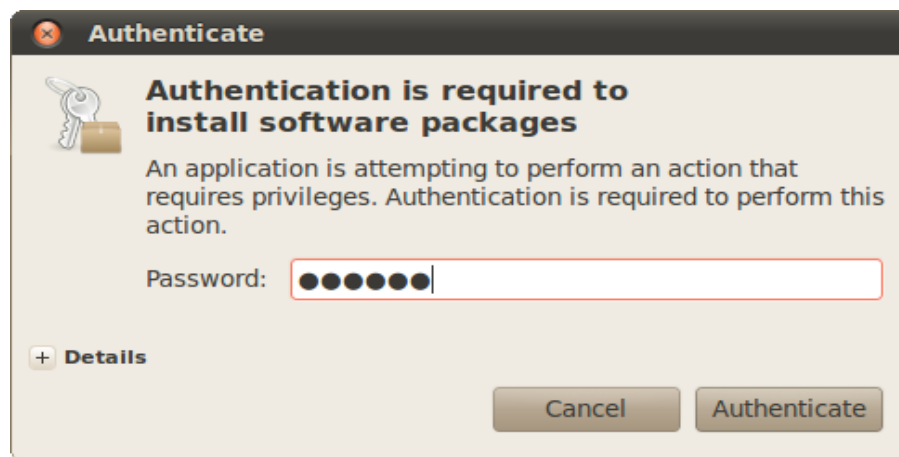 Authenticate
Authentication is required to
install software packages
An application is attempting to perform an action that
requires privileges. Authentication is required to perform this
action.
Password: ●●●●●●
+ Details
Cancel Authenticate